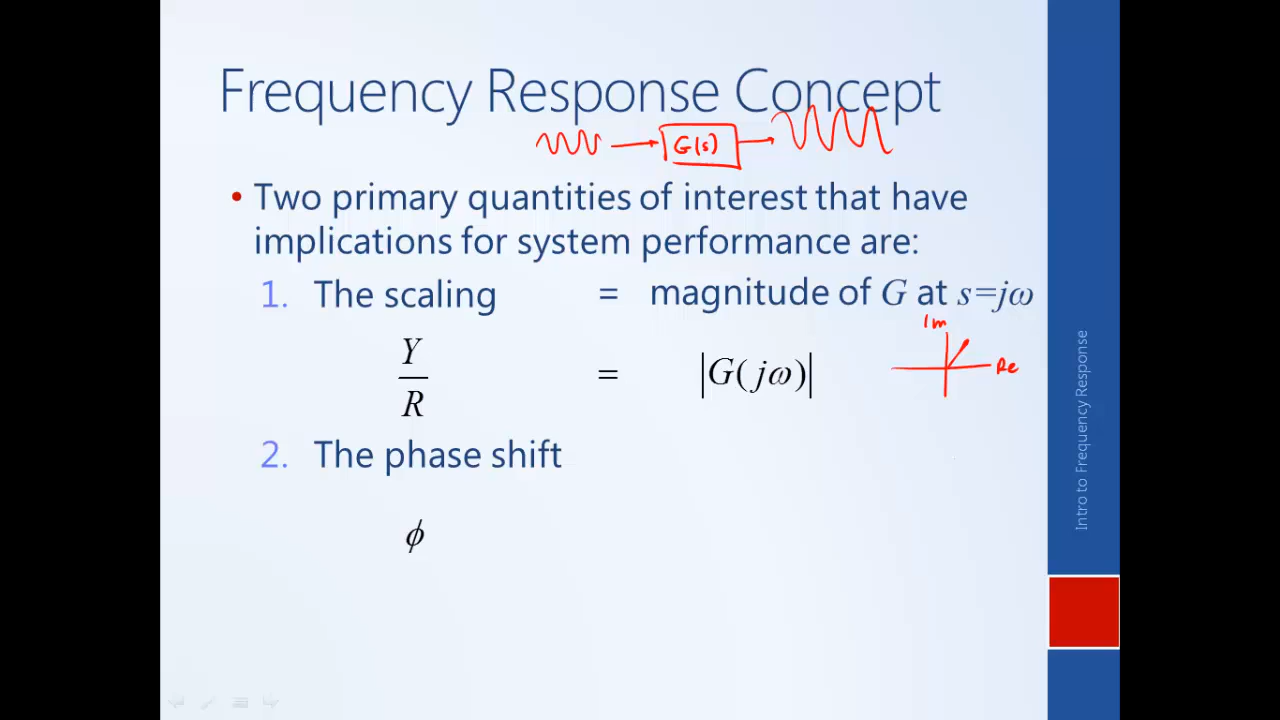 Frequency Response Concept
G(s)
• Two primary quantities of interest that have
implications for system performance are:
1. The scaling = magnitude of G at s=jω
Im
Y/R = |G(jω)|
Re
2. The phase shift
ϕ
Intro to Frequency Response